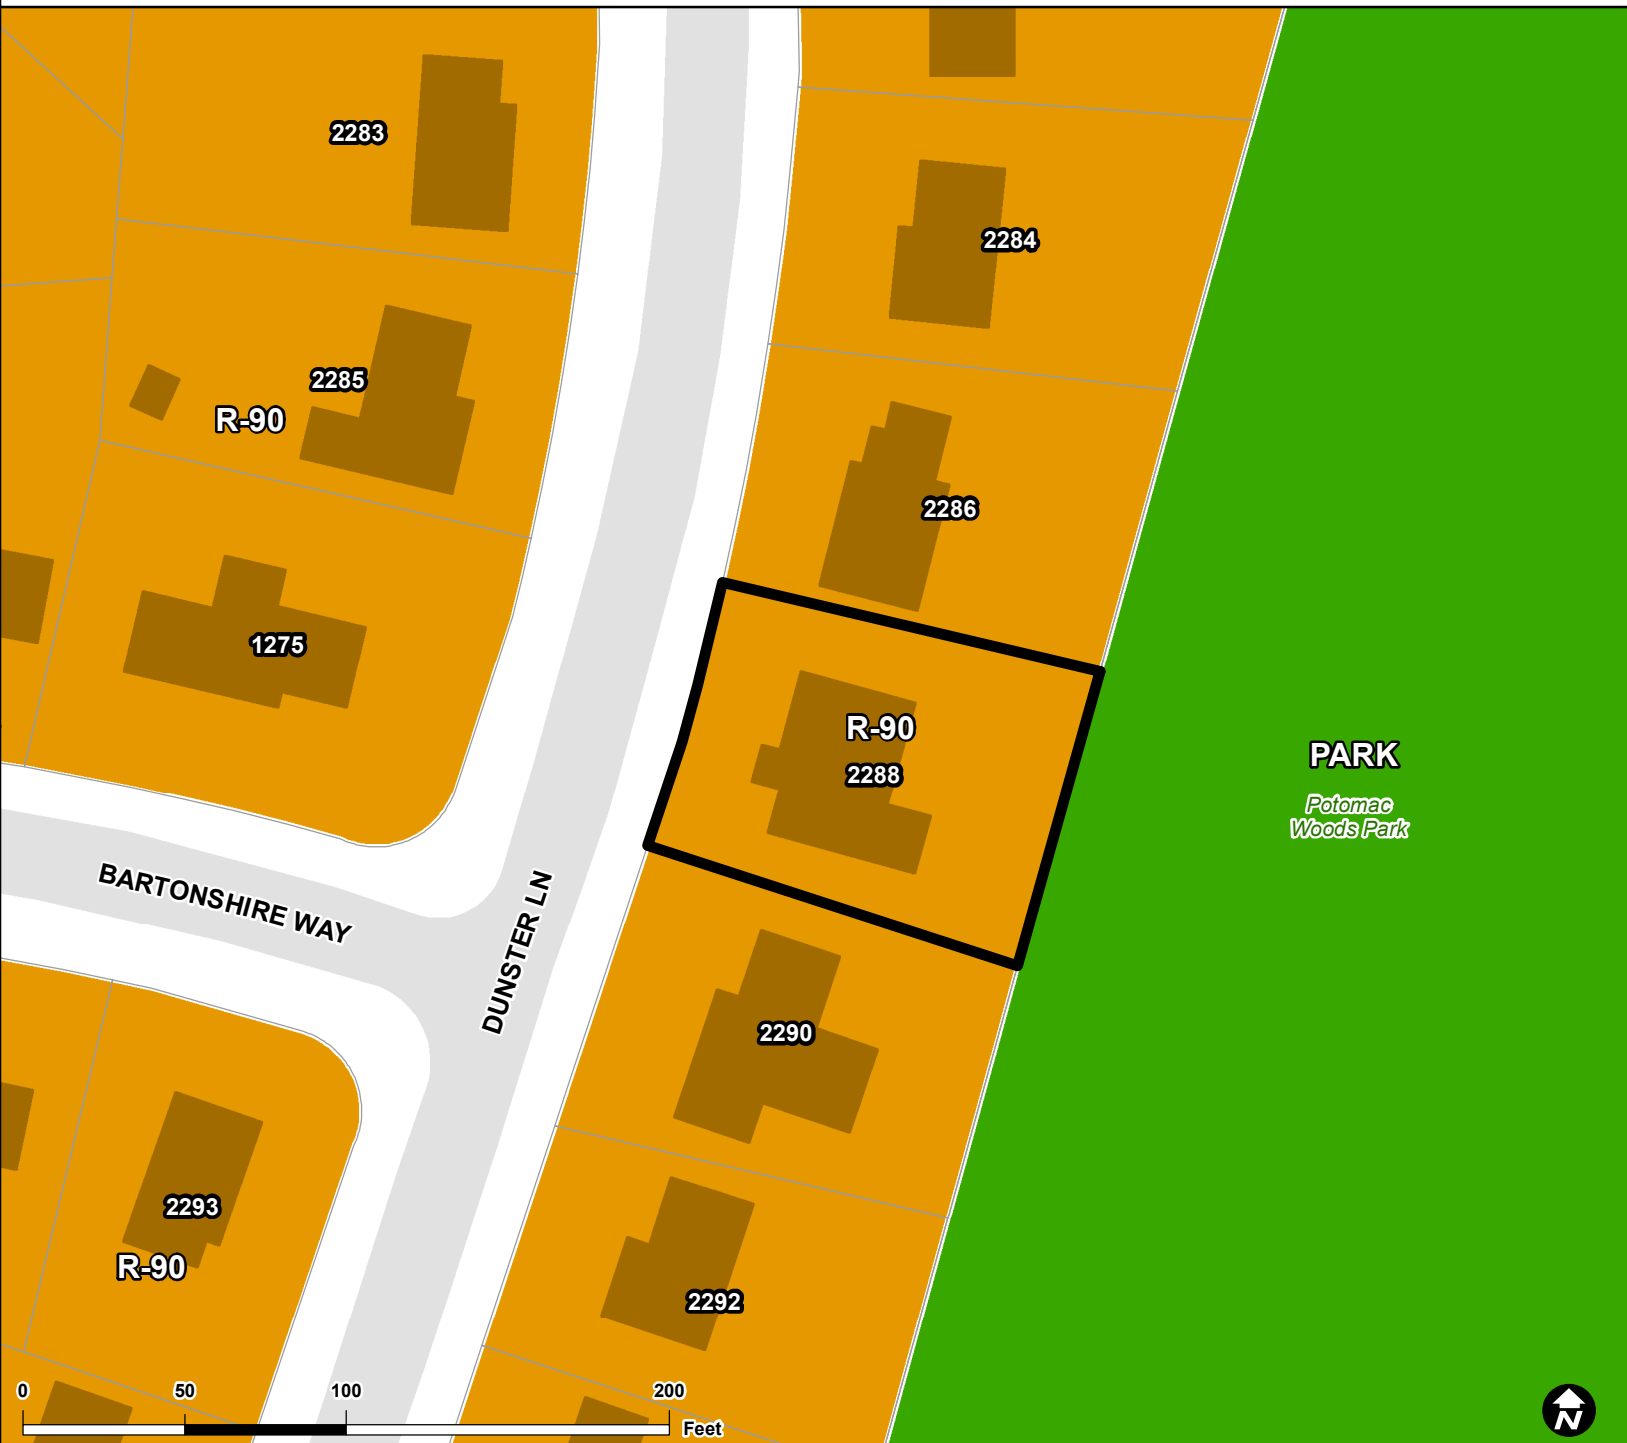 2283
2284
2285
R-90
2286
1275
R-90
2288
PARK
Potomac
Woods Park
BARTONSHIRE WAY
DUNSTER LN
2290
2293
R-90
2292
0 50 100 200
Feet
N